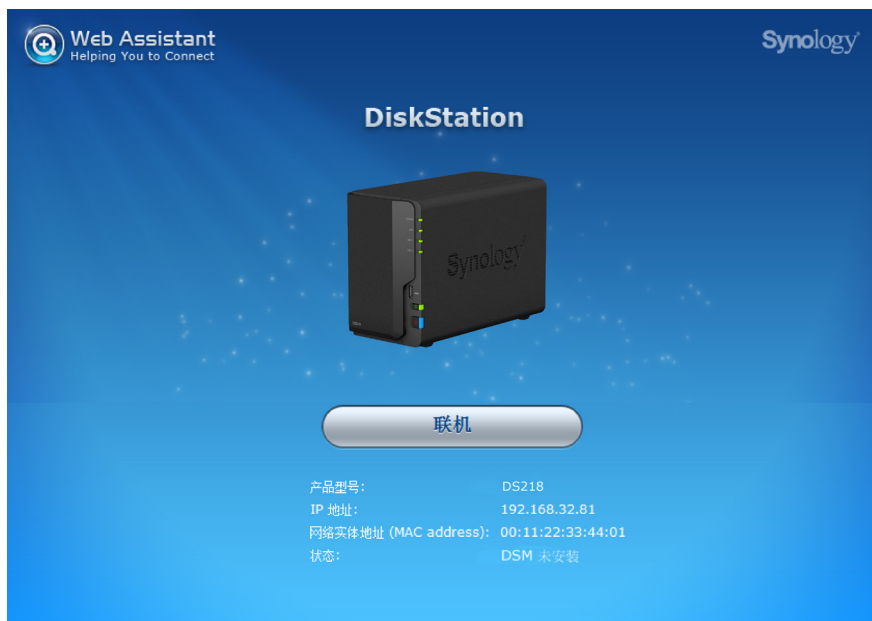 Web Assistant
Helping You to Connect
Synology
DiskStation
Synology
联机
产品型号: DS218
IP 地址: 192.168.32.81
网络实体地址 (MAC address): 00:11:22:33:44:01
状态: DSM 未安装